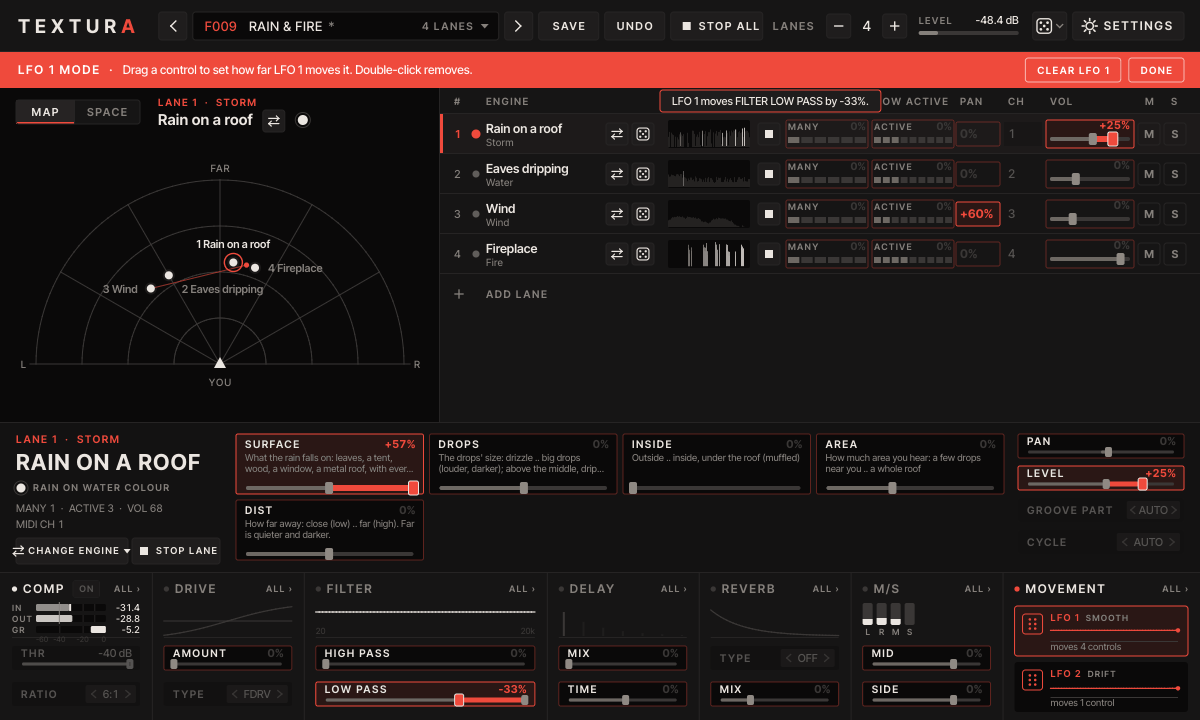 TEXTURA
F009 RAIN & FIRE *
4 LANES
SAVE
UNDO
STOP ALL
LANES
4
LEVEL -48.4 dB
SETTINGS
LFO 1 MODE · Drag a control to set how far LFO 1 moves it. Double-click removes.
CLEAR LFO 1
DONE
MAP
SPACE
LANE 1 · STORM
Rain on a roof
FAR
1 Rain on a roof
4 Fireplace
3 Wind
2 Eaves dripping
L
R
YOU
# ENGINE
LFO 1 moves FILTER LOW PASS by -33%.
OW ACTIVE PAN CH VOL M S
1 Rain on a roof
Storm
MANY 0% ACTIVE 0% 0% 1 +25% M S
2 Eaves dripping
Water
MANY 0% ACTIVE 0% 0% 2 0% M S
3 Wind
Wind
MANY 0% ACTIVE 0% +60% 3 0% M S
4 Fireplace
Fire
MANY 0% ACTIVE 0% 0% 4 0% M S
+ ADD LANE
LANE 1 · STORM
RAIN ON A ROOF
RAIN ON WATER COLOUR
MANY 1 · ACTIVE 3 · VOL 68
MIDI CH 1
CHANGE ENGINE
STOP LANE
SURFACE +57%
What the rain falls on: leaves, a tent,
wood, a window, a metal roof, with ever...
DROPS 0%
The drops' size: drizzle .. big drops
(louder, darker); above the middle, drip...
INSIDE 0%
Outside .. inside, under the roof (muffled)
AREA 0%
How much area you hear: a few drops
near you .. a whole roof
DIST 0%
How far away: close (low) .. far (high). Far
is quieter and darker.
PAN 0%
LEVEL +25%
GROOVE PART < AUTO >
CYCLE < AUTO >
COMP ON ALL ›
IN -31.4
OUT -28.8
GR -5.2
-60 -40 -20 0
THR -40 dB
RATIO < 6:1 >
DRIVE ALL ›
AMOUNT 0%
TYPE < FDRV >
FILTER ALL ›
20 20k
HIGH PASS 0%
LOW PASS -33%
DELAY ALL ›
MIX 0%
TIME 0%
REVERB ALL ›
TYPE < OFF >
MIX 0%
M/S ALL ›
L R M S
MID 0%
SIDE 0%
MOVEMENT ALL ›
LFO 1 SMOOTH
moves 4 controls
LFO 2 DRIFT
moves 1 control